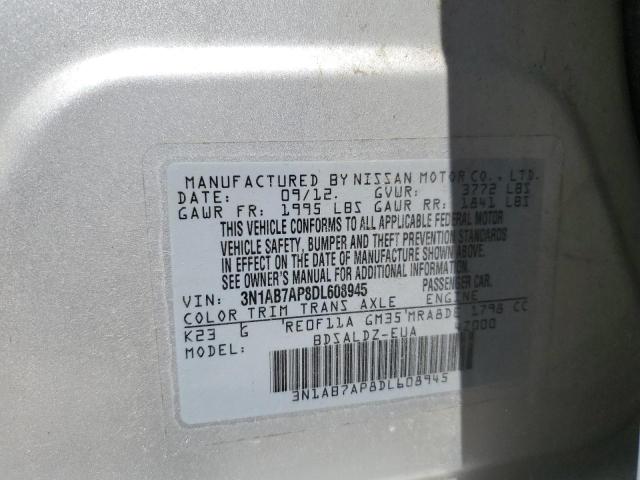 MANUFACTURED BY NISSAN MOTOR CO., LTD.
DATE: 09/12. GVWR: 3772 LBS
GAWR FR: 1995 LBS GAWR RR: 1841 LBS
THIS VEHICLE CONFORMS TO ALL APPLICABLE FEDERAL MOTOR
VEHICLE SAFETY, BUMPER AND THEFT PREVENTION STANDARDS
IN EFFECT ON THE DATE OF MANUFACTURE SHOWN ABOVE.
SEE OWNER'S MANUAL FOR ADDITIONAL INFORMATION.
VIN: 3N1AB7AP8DL608945 PASSENGER CAR.
COLOR TRIM TRANS AXLE ENGINE
K23 G RE0F11A GM35 MRA8DE 1798 CC
MODEL: BDSALDZ-EUA
3N1AB7AP8DL608945